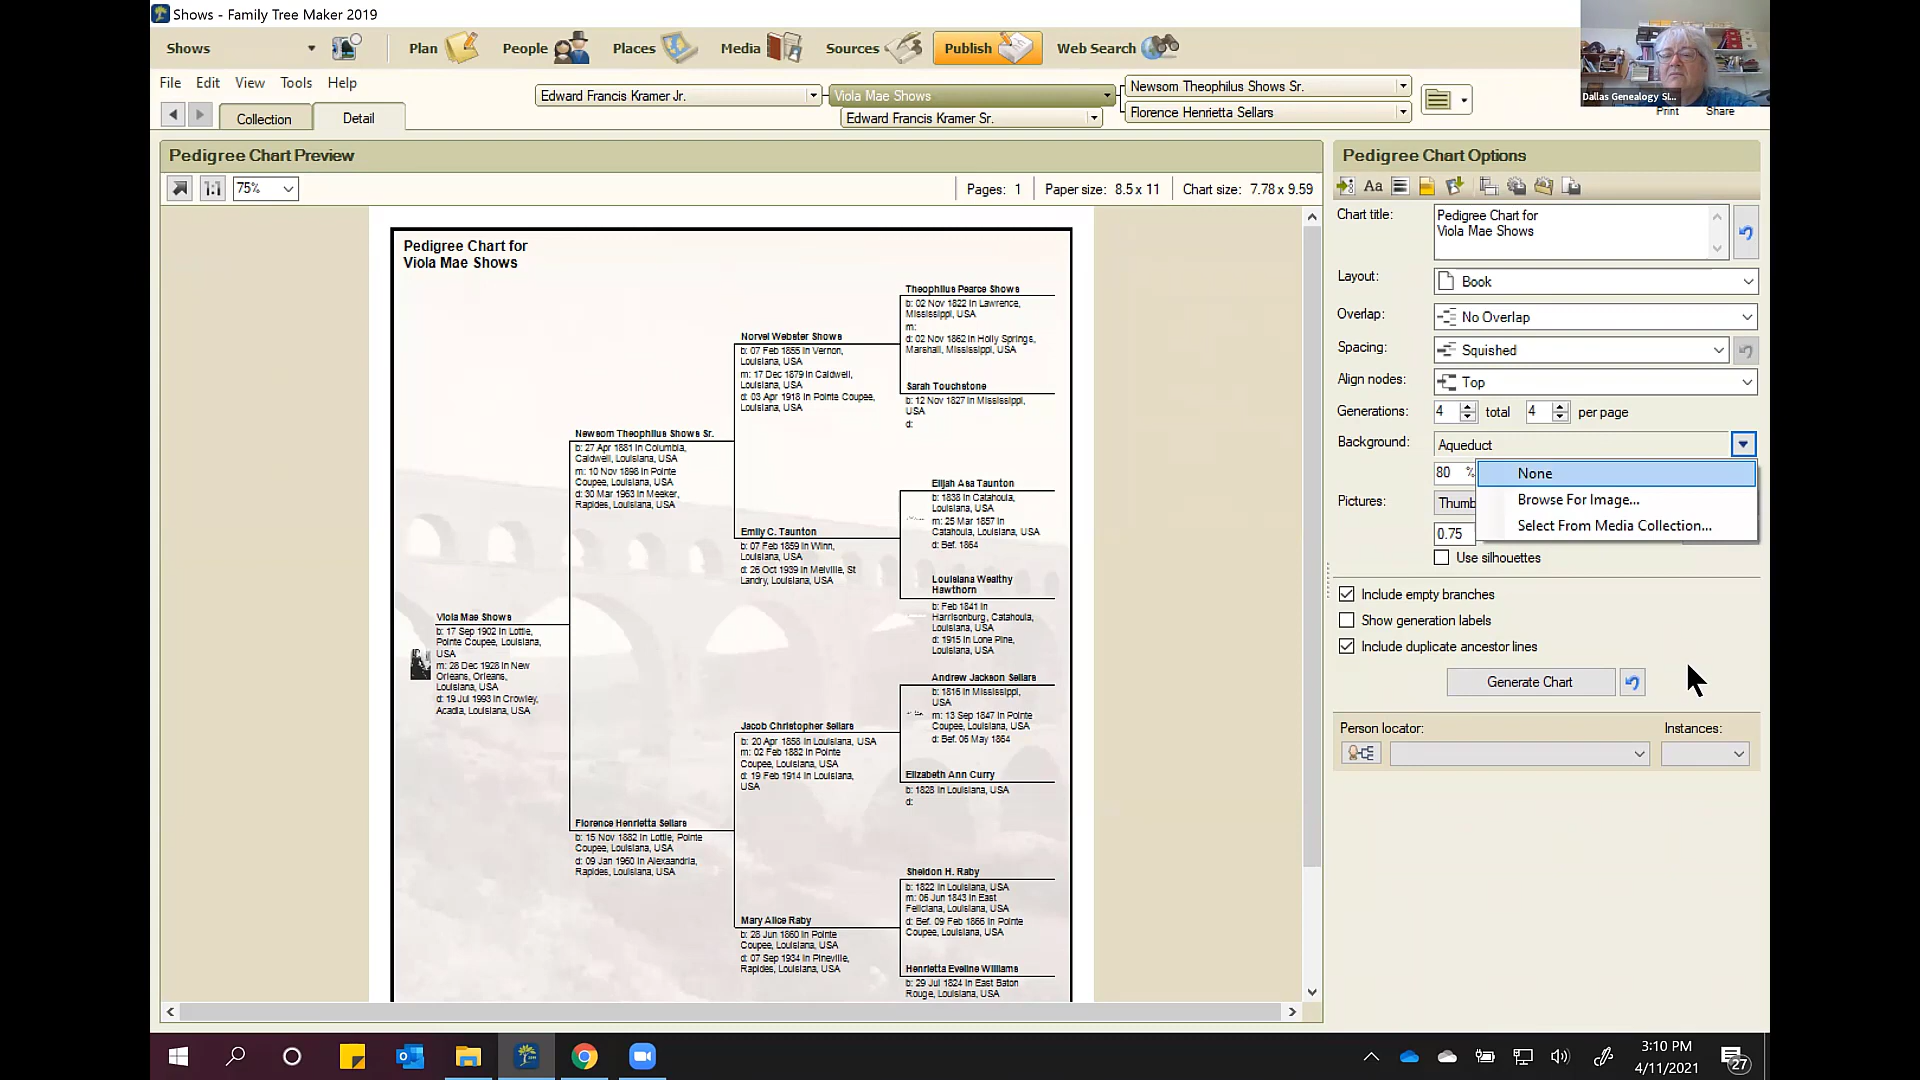 Shows - Family Tree Maker 2019
Shows
Plan
People
Places
Media
Sources
Publish
Web Search
Dallas Genealogy SI...
File Edit View Tools Help
Edward Francis Kramer Jr.
Viola Mae Shows
Edward Francis Kramer Sr.
Newsom Theophilus Shows Sr.
Florence Henrietta Sellars
Print
Share
Collection
Detail
Pedigree Chart Preview
1:1
75%
Pages: 1
Paper size: 8.5 x 11
Chart size: 7.78 x 9.59
Pedigree Chart for
Viola Mae Shows
Viola Mae Shows
b: 17 Sep 1902 in Lottie,
Pointe Coupee, Louisiana,
USA
m: 28 Dec 1928 in New
Orleans, Orleans,
Louisiana, USA
d: 19 Jul 1993 in Crowley,
Acadia, Louisiana, USA
Newsom Theophilus Shows Sr.
b: 27 Apr 1881 in Columbia,
Caldwell, Louisiana, USA
m: 10 Nov 1898 in Pointe
Coupee, Louisiana, USA
d: 30 Mar 1963 in Meeker,
Rapides, Louisiana, USA
Florence Henrietta Sellars
b: 15 Nov 1882 in Lottie, Pointe
Coupee, Louisiana, USA
d: 09 Jan 1960 in Alexaandria,
Rapides, Louisiana, USA
Norvel Webster Shows
b: 07 Feb 1855 in Vernon,
Louisiana, USA
m: 17 Dec 1879 in Caldwell,
Louisiana, USA
d: 03 Apr 1918 in Pointe Coupee,
Louisiana, USA
Emily C. Taunton
b: 07 Feb 1859 in Winn,
Louisiana, USA
d: 26 Oct 1939 in Melville, St
Landry, Louisiana, USA
Jacob Christopher Sellars
b: 20 Apr 1858 in Louisiana, USA
m: 02 Feb 1882 in Pointe
Coupee, Louisiana, USA
d: 19 Feb 1914 in Louisiana,
USA
Mary Alice Raby
b: 28 Jun 1860 in Pointe
Coupee, Louisiana, USA
d: 07 Sep 1934 in Pineville,
Rapides, Louisiana, USA
Theophilus Pearce Shows
b: 02 Nov 1822 in Lawrence,
Mississippi, USA
m:
d: 02 Nov 1862 in Holly Springs,
Marshall, Mississippi, USA
Sarah Touchstone
b: 12 Nov 1827 in Mississippi,
USA
d:
Elijah Asa Taunton
b: 1838 in Catahoula,
Louisiana, USA
m: 25 Mar 1857 in
Catahoula, Louisiana, USA
d: Bef. 1864
Louisiana Wealthy
Hawthorn
b: Feb 1841 in
Harrisonburg, Catahoula,
Louisiana, USA
d: 1915 in Lone Pine,
Louisiana, USA
Andrew Jackson Sellars
b: 1816 in Mississippi,
USA
m: 13 Sep 1847 in Pointe
Coupee, Louisiana, USA
d: Bef. 06 May 1864
Elizabeth Ann Curry
b: 1828 in Louisiana, USA
d:
Sheldon H. Raby
b: 1822 in Louisiana, USA
m: 06 Jun 1843 in East
Feliciana, Louisiana, USA
d: Bef. 09 Feb 1866 in Pointe
Coupee, Louisiana, USA
Henrietta Eveline Williams
b: 29 Jul 1824 in East Baton
Rouge, Louisiana, USA
Pedigree Chart Options
Aa
Chart title:
Pedigree Chart for
Viola Mae Shows
Layout: Book
Overlap: No Overlap
Spacing: Squished
Align nodes: Top
Generations: 4 total 4 per page
Background: Aqueduct
80 %
None
Browse For Image...
Select From Media Collection...
Pictures: Thumb
0.75
Use silhouettes
Include empty branches
Show generation labels
Include duplicate ancestor lines
Generate Chart
Person locator:
Instances:
3:10 PM
4/11/2021
27